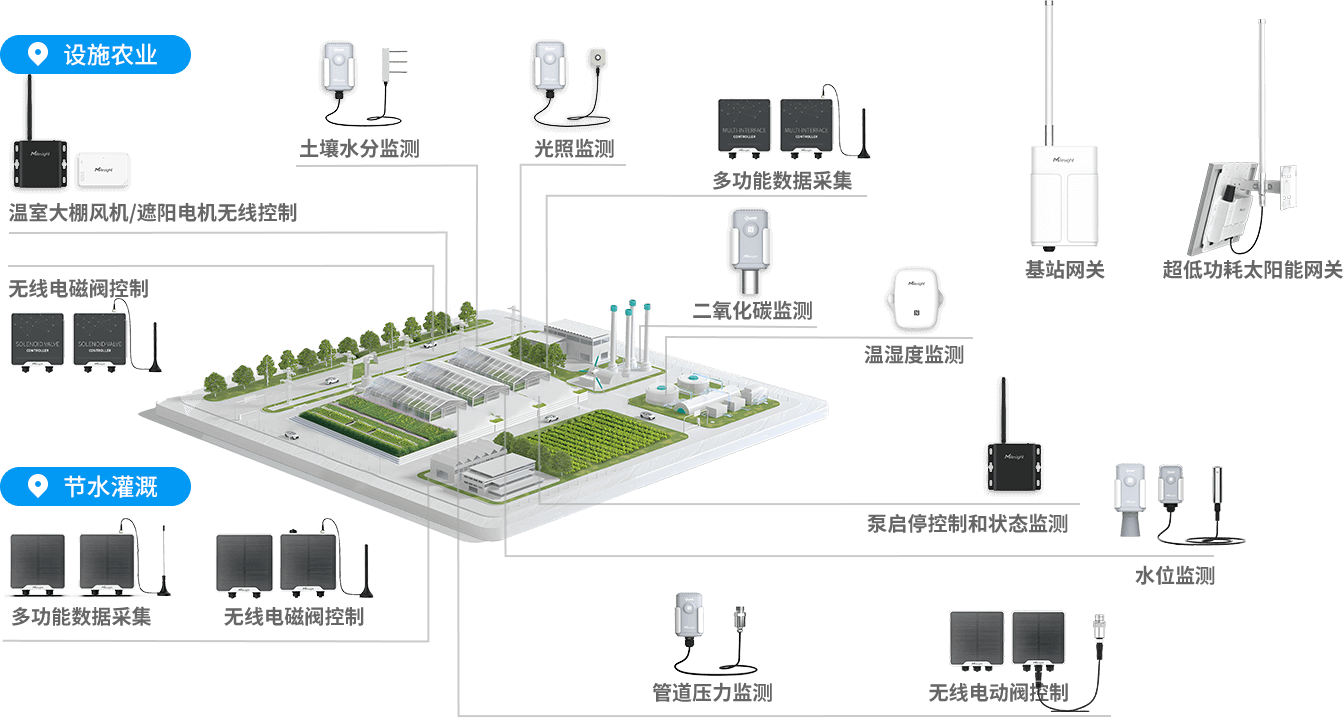 设施农业
Milesight
Milesight
温室大棚风机/遮阳电机无线控制
土壤水分监测
光照监测
MULTI-INTERFACE
CONTROLLER
MULTI-INTERFACE
CONTROLLER
多功能数据采集
Milesight
基站网关
超低功耗太阳能网关
无线电磁阀控制
SOLENOID VALVE
CONTROLLER
SOLENOID VALVE
CONTROLLER
二氧化碳监测
Milesight
温湿度监测
节水灌溉
多功能数据采集
无线电磁阀控制
Milesight
泵启停控制和状态监测
水位监测
管道压力监测
无线电动阀控制